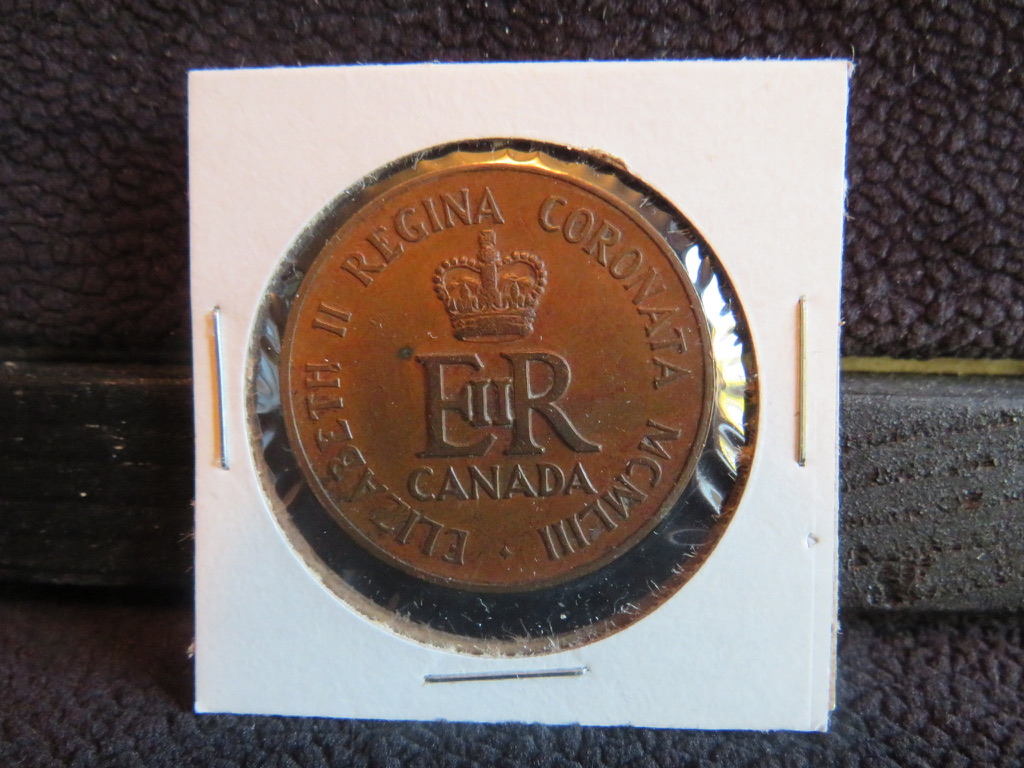 ELIZABETH II REGINA CORONATA MCMLIII ·
EIIR
CANADA